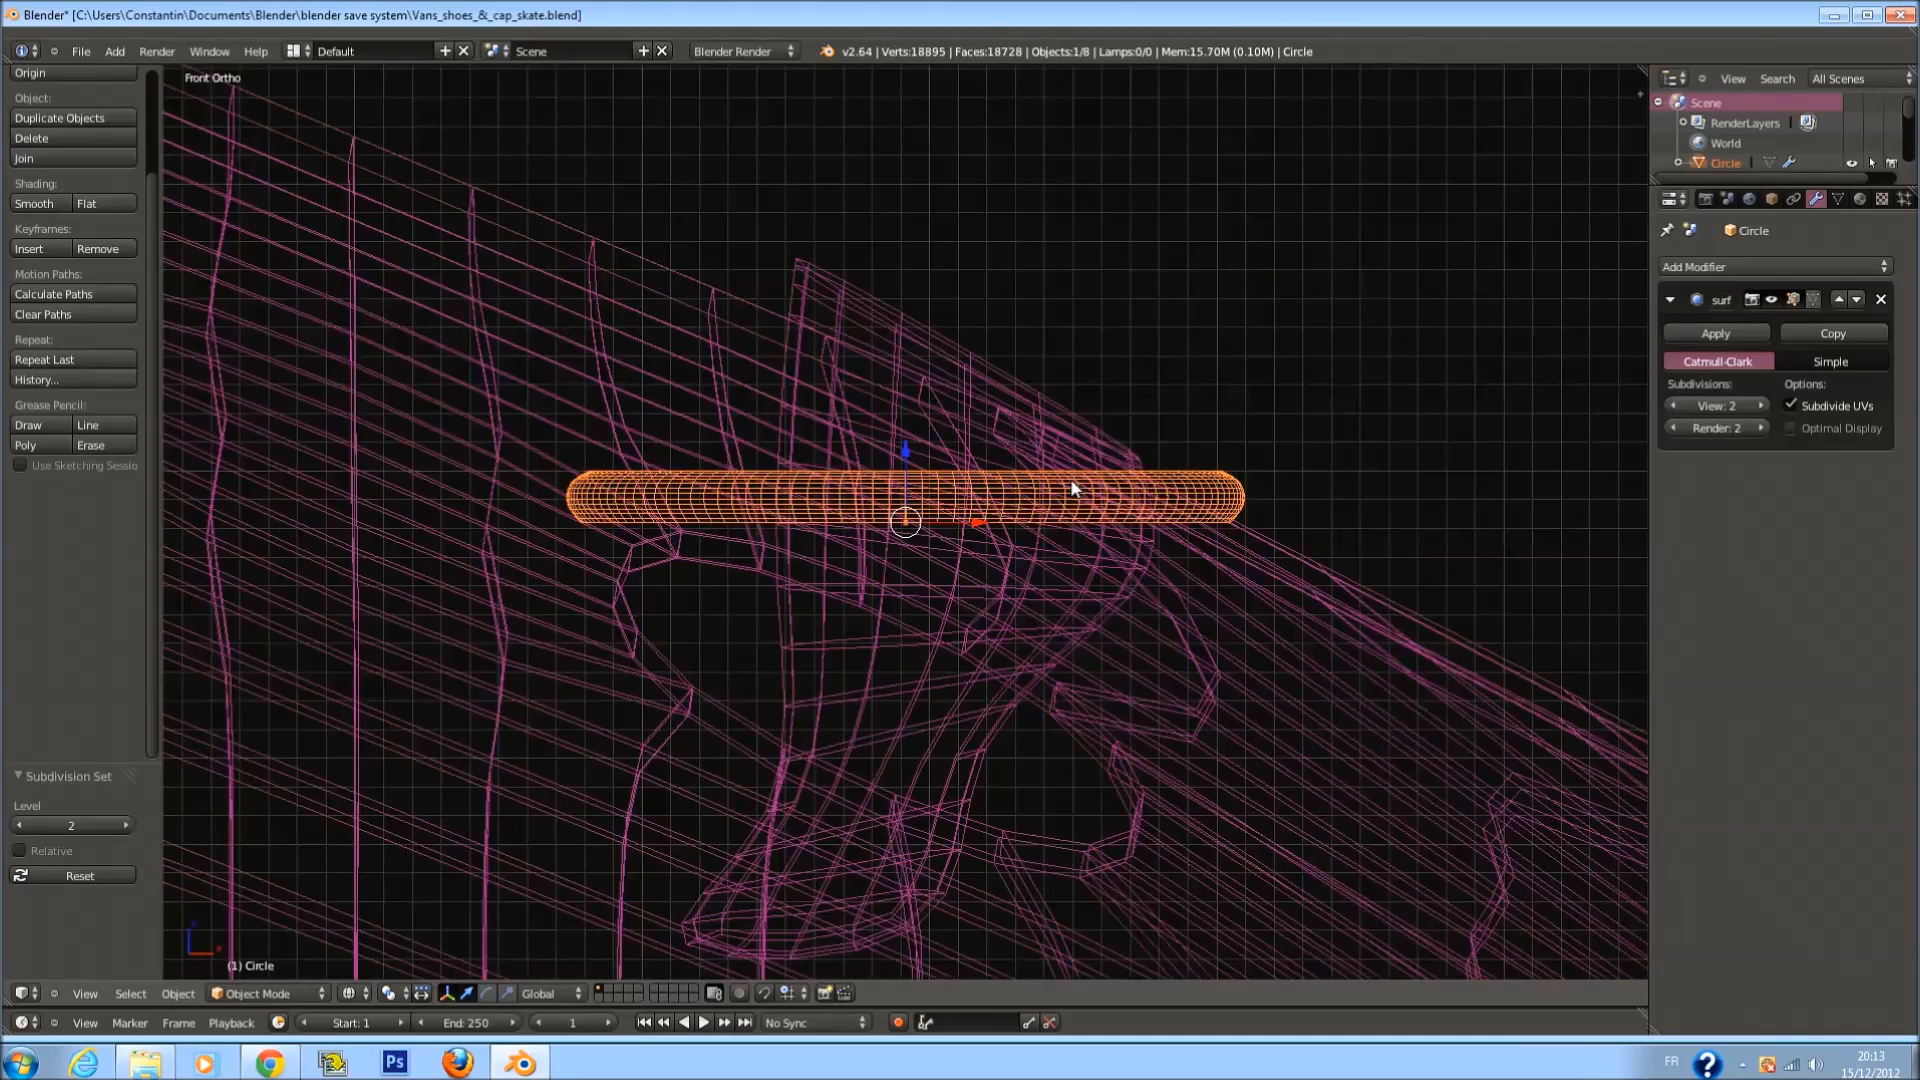 Blender* [C:\Users\Constantin\Documents\Blender\blender save system\Vans_shoes_&_cap_skate.blend]
File Add Render Window Help Default Scene Blender Render v2.64 | Verts:18895 | Faces:18728 | Objects:1/8 | Lamps:0/0 | Mem:15.70M (0.10M) | Circle
Origin
Object:
Duplicate Objects
Delete
Join
Shading:
Smooth Flat
Keyframes:
Insert Remove
Motion Paths:
Calculate Paths
Clear Paths
Repeat:
Repeat Last
History...
Grease Pencil:
Draw Line
Poly Erase
Use Sketching Sessio
Subdivision Set
Level
2
Relative
Reset
Front Ortho
(1) Circle
View Search All Scenes
Scene
RenderLayers
World
Circle
Circle
Add Modifier
surf
Apply Copy
Catmull-Clark Simple
Subdivisions: Options:
View: 2 Subdivide UVs
Render: 2 Optimal Display
View Select Object Object Mode Global
View Marker Frame Playback Start: 1 End: 250 1 No Sync
Ps
FR
?
20:13
15/12/2012